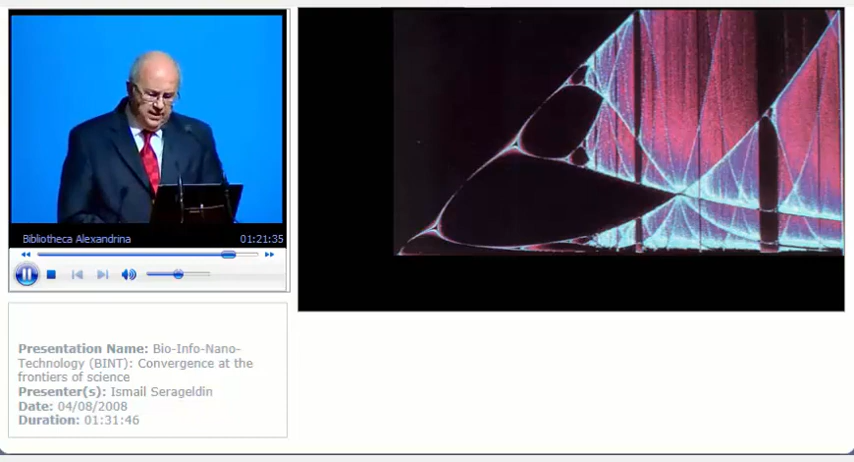 Bibliotheca Alexandrina 01:21:35
Presentation Name: Bio-Info-Nano-
Technology (BINT): Convergence at the
frontiers of science
Presenter(s): Ismail Serageldin
Date: 04/08/2008
Duration: 01:31:46